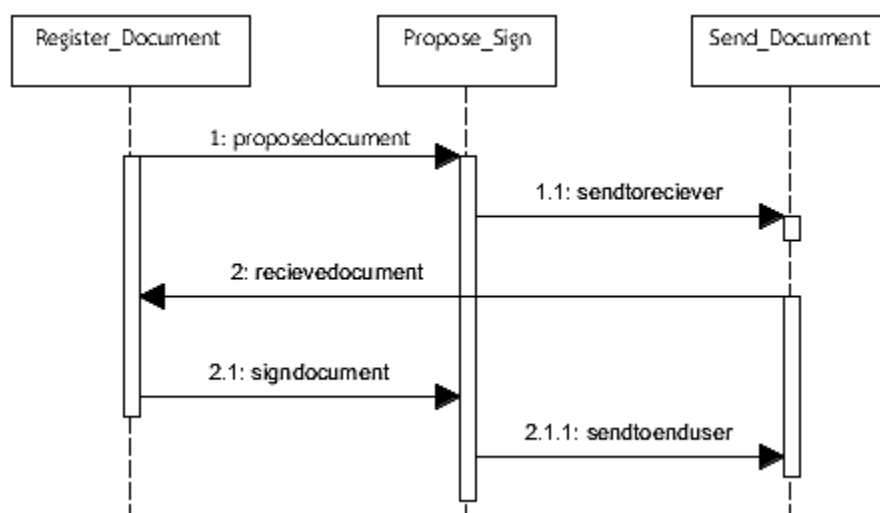 Register_Document
Propose_Sign
Send_Document
1: proposedocument
1.1: sendtoreciever
2: recievedocument
2.1: signdocument
2.1.1: sendtoenduser